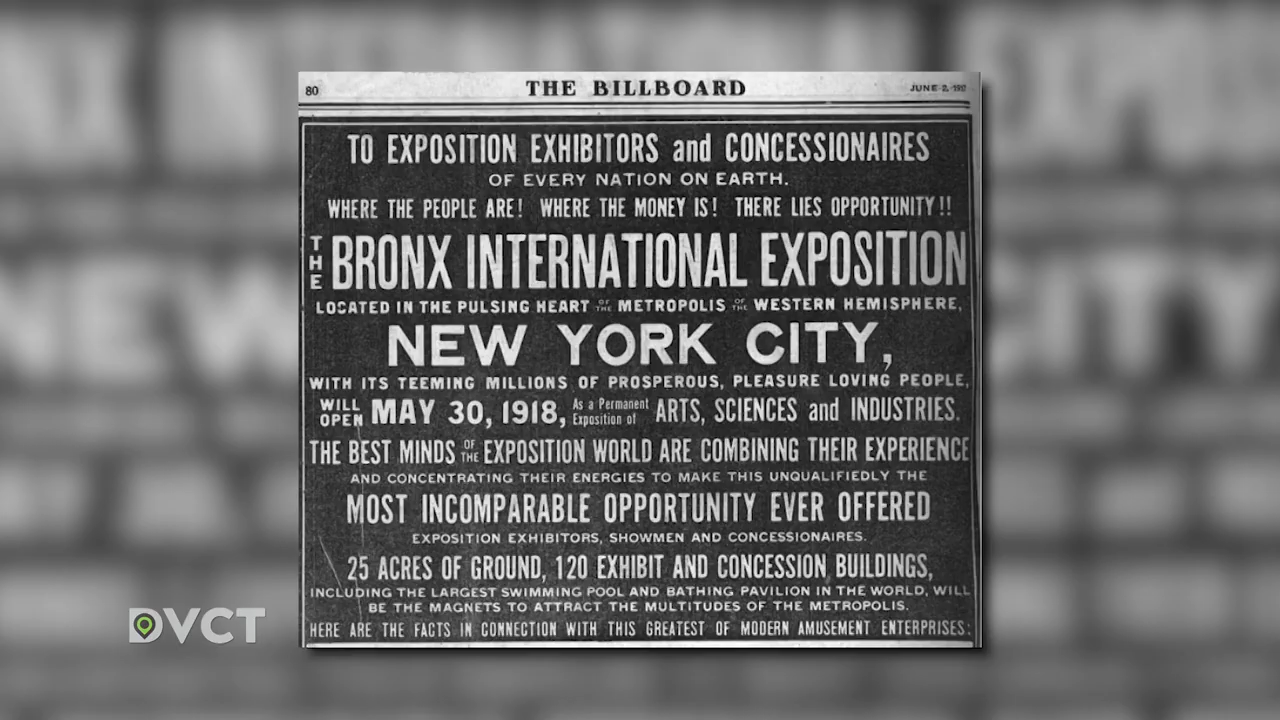 80 THE BILLBOARD JUNE 2, 191
TO EXPOSITION EXHIBITORS and CONCESSIONAIRES
OF EVERY NATION ON EARTH.
WHERE THE PEOPLE ARE! WHERE THE MONEY IS! THERE LIES OPPORTUNITY!!
THE BRONX INTERNATIONAL EXPOSITION
LOCATED IN THE PULSING HEART OF THE METROPOLIS OF THE WESTERN HEMISPHERE,
NEW YORK CITY,
WITH ITS TEEMING MILLIONS OF PROSPEROUS, PLEASURE LOVING PEOPLE,
WILL OPEN MAY 30, 1918, As a Permanent Exposition of ARTS, SCIENCES and INDUSTRIES.
THE BEST MINDS OF THE EXPOSITION WORLD ARE COMBINING THEIR EXPERIENCE
AND CONCENTRATING THEIR ENERGIES TO MAKE THIS UNQUALIFIEDLY THE
MOST INCOMPARABLE OPPORTUNITY EVER OFFERED
EXPOSITION EXHIBITORS, SHOWMEN AND CONCESSIONAIRES.
25 ACRES OF GROUND, 120 EXHIBIT AND CONCESSION BUILDINGS,
INCLUDING THE LARGEST SWIMMING POOL AND BATHING PAVILION IN THE WORLD, WILL
BE THE MAGNETS TO ATTRACT THE MULTITUDES OF THE METROPOLIS.
HERE ARE THE FACTS IN CONNECTION WITH THIS GREATEST OF MODERN AMUSEMENT ENTERPRISES:
DVCT